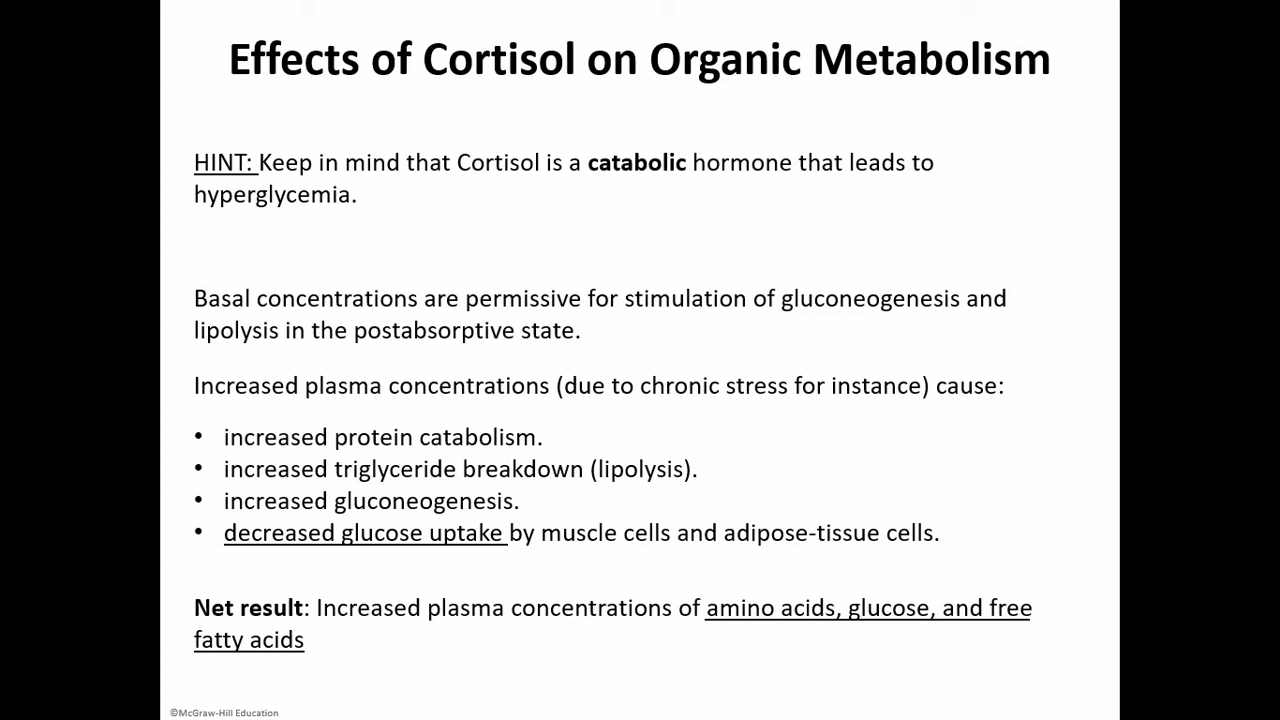 Effects of Cortisol on Organic Metabolism
HINT: Keep in mind that Cortisol is a catabolic hormone that leads to
hyperglycemia.
Basal concentrations are permissive for stimulation of gluconeogenesis and
lipolysis in the postabsorptive state.
Increased plasma concentrations (due to chronic stress for instance) cause:
• increased protein catabolism.
• increased triglyceride breakdown (lipolysis).
• increased gluconeogenesis.
• decreased glucose uptake by muscle cells and adipose-tissue cells.
Net result: Increased plasma concentrations of amino acids, glucose, and free
fatty acids
©McGraw-Hill Education